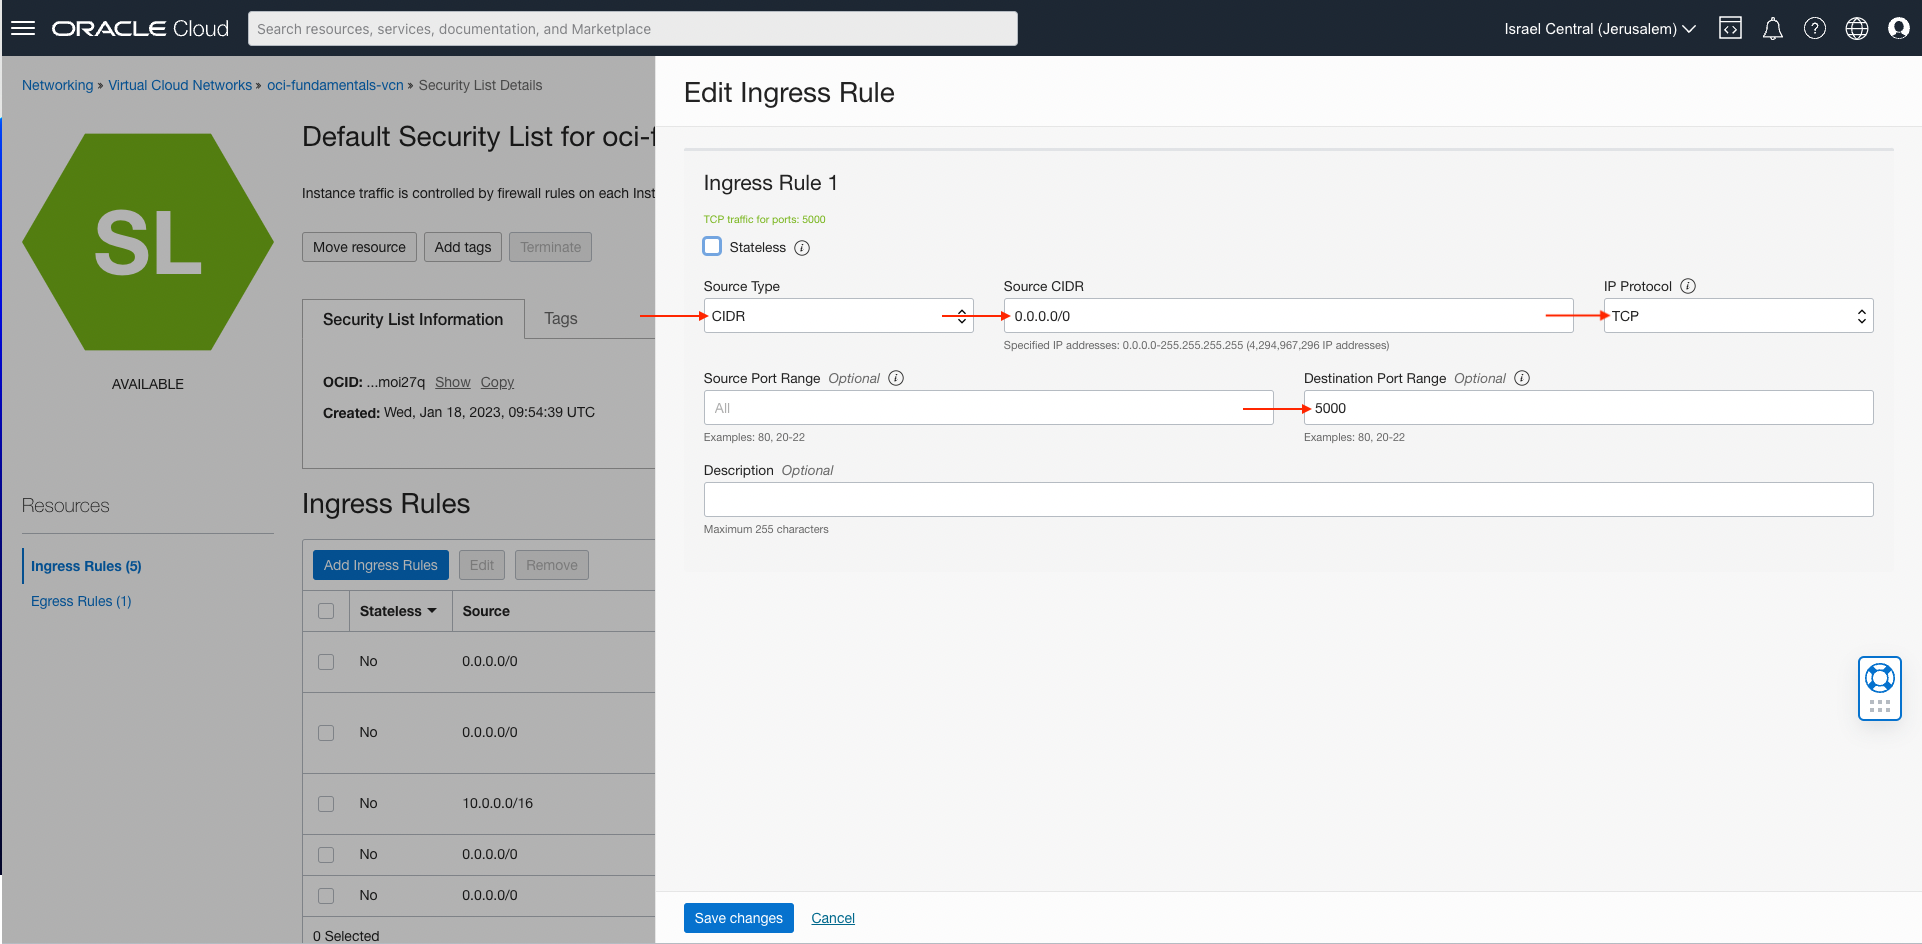 ORACLE Cloud
Search resources, services, documentation, and Marketplace
Israel Central (Jerusalem)
Networking » Virtual Cloud Networks » oci-fundamentals-vcn » Security List Details
SL
AVAILABLE
Default Security List for oci-f
Instance traffic is controlled by firewall rules on each Inst
Move resource Add tags Terminate
Security List Information Tags
OCID: ...moi27q Show Copy
Created: Wed, Jan 18, 2023, 09:54:39 UTC
Resources
Ingress Rules (5)
Egress Rules (1)
Ingress Rules
Add Ingress Rules Edit Remove
Stateless Source
No 0.0.0.0/0
No 0.0.0.0/0
No 10.0.0.0/16
No 0.0.0.0/0
No 0.0.0.0/0
0 Selected
Edit Ingress Rule
Ingress Rule 1
TCP traffic for ports: 5000
Stateless
Source Type Source CIDR IP Protocol
CIDR 0.0.0.0/0 TCP
Specified IP addresses: 0.0.0.0-255.255.255.255 (4,294,967,296 IP addresses)
Source Port Range Optional Destination Port Range Optional
All 5000
Examples: 80, 20-22 Examples: 80, 20-22
Description Optional
Maximum 255 characters
Save changes Cancel